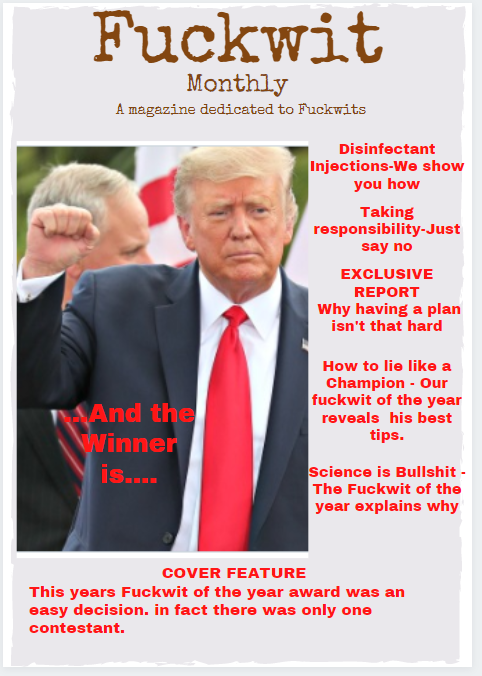 Fuckwit
Monthly
A magazine dedicated to Fuckwits
Disinfectant
Injections-We show
you how
Taking
responsibility-Just
say no
EXCLUSIVE
REPORT
Why having a plan
isn't that hard
How to lie like a
Champion - Our
fuckwit of the year
reveals his best
tips.
Science is Bullshit -
The Fuckwit of the
year explains why
...And the
Winner
is....
COVER FEATURE
This years Fuckwit of the year award was an
easy decision. in fact there was only one
contestant.